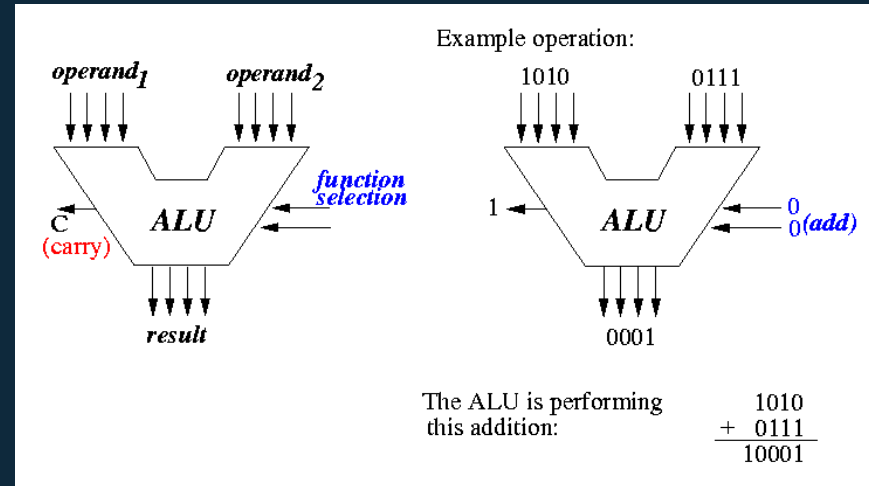 operand1
operand2
function
selection
C
(carry)
ALU
result
Example operation:
1010
0111
1
ALU
0
0(add)
0001
The ALU is performing
this addition:
1010
+ 0111
10001